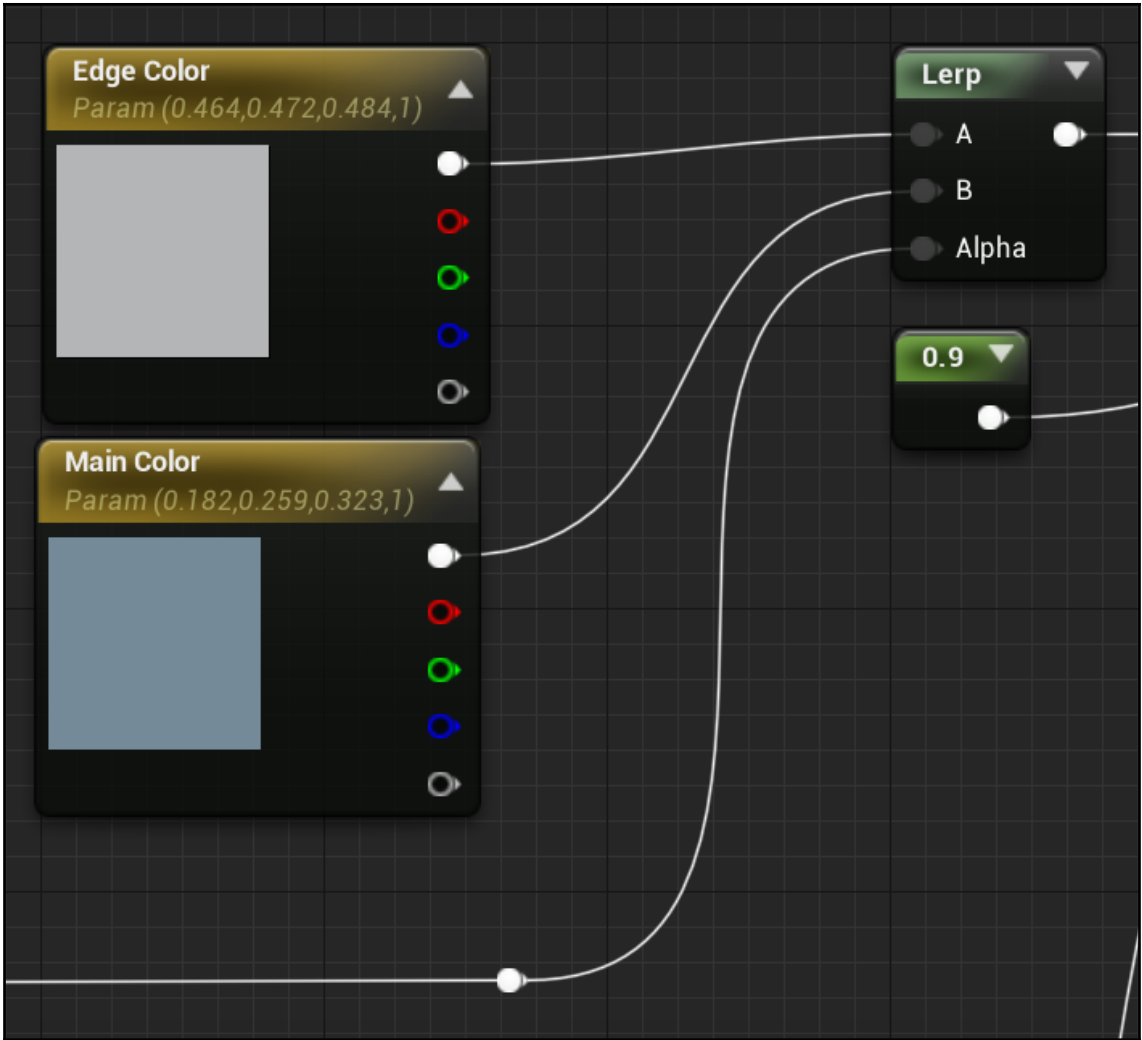 Edge Color
Param (0.464,0.472,0.484,1)
Lerp
A
B
Alpha
0.9
Main Color
Param (0.182,0.259,0.323,1)